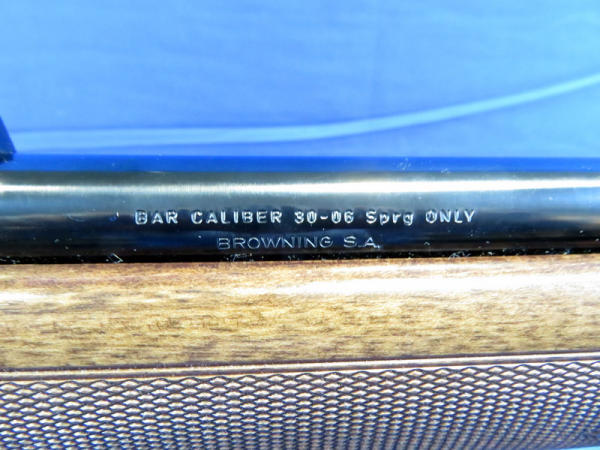 BAR CALIBER 30-06 Sprg ONLY
BROWNING S.A.